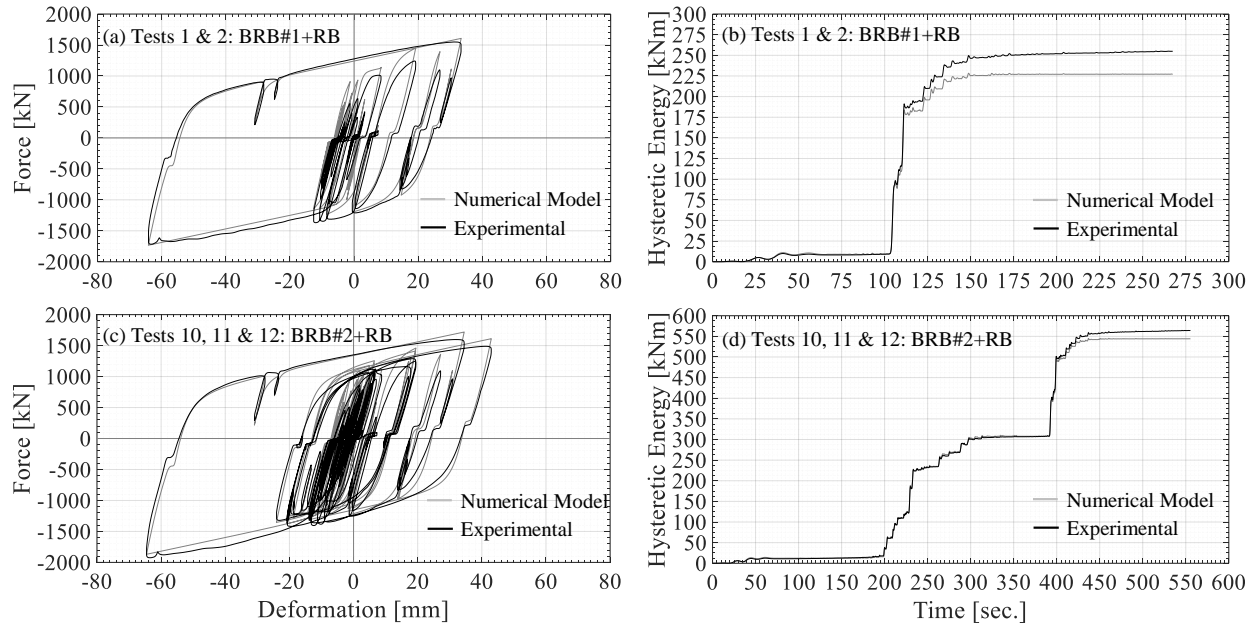 (a) Tests 1 & 2: BRB#1+RB
Force [kN]
2000
1500
1000
500
0
-500
-1000
-1500
-2000
Numerical Model
Experimental
-80 -60 -40 -20 0 20 40 60 80
(b) Tests 1 & 2: BRB#1+RB
Hysteretic Energy [kNm]
300
275
250
225
200
175
150
125
100
75
50
25
0
Numerical Model
Experimental
0 25 50 75 100 125 150 175 200 225 250 275 300
(c) Tests 10, 11 & 12: BRB#2+RB
Force [kN]
2000
1500
1000
500
0
-500
-1000
-1500
-2000
Numerical Model
Experimental
-80 -60 -40 -20 0 20 40 60 80
Deformation [mm]
(d) Tests 10, 11 & 12: BRB#2+RB
Hysteretic Energy [kNm]
600
550
500
450
400
350
300
250
200
150
100
50
0
Numerical Model
Experimental
0 50 100 150 200 250 300 350 400 450 500 550 600
Time [sec.]